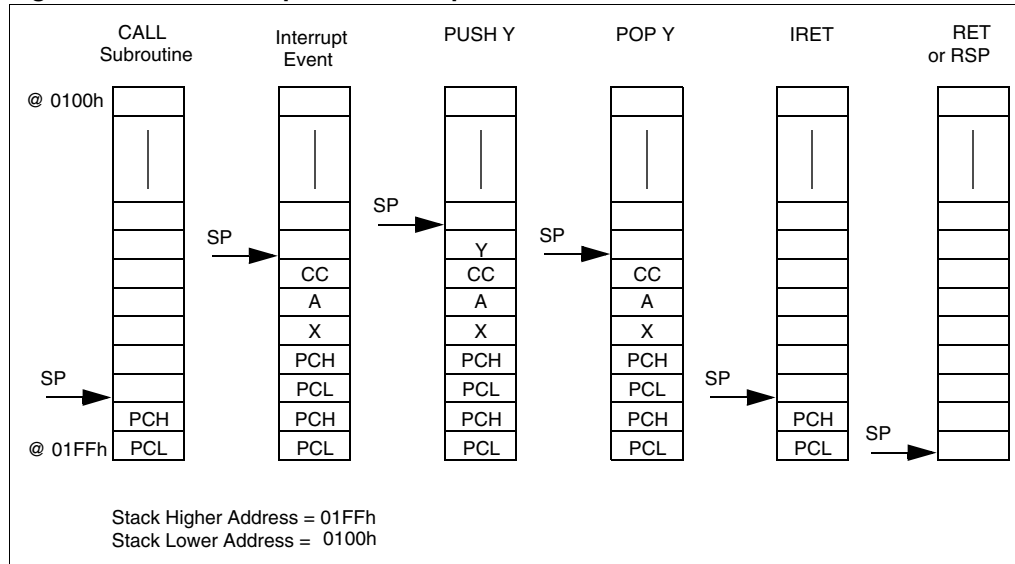 CALL Subroutine
Interrupt Event
PUSH Y
POP Y
IRET
RET or RSP
@ 0100h
SP
PCH
@ 01FFh PCL
SP
CC
A
X
PCH
PCL
PCH
PCL
SP
Y
CC
A
X
PCH
PCL
PCH
PCL
SP
CC
A
X
PCH
PCL
PCH
PCL
SP
PCH
PCL
SP
Stack Higher Address = 01FFh
Stack Lower Address = 0100h